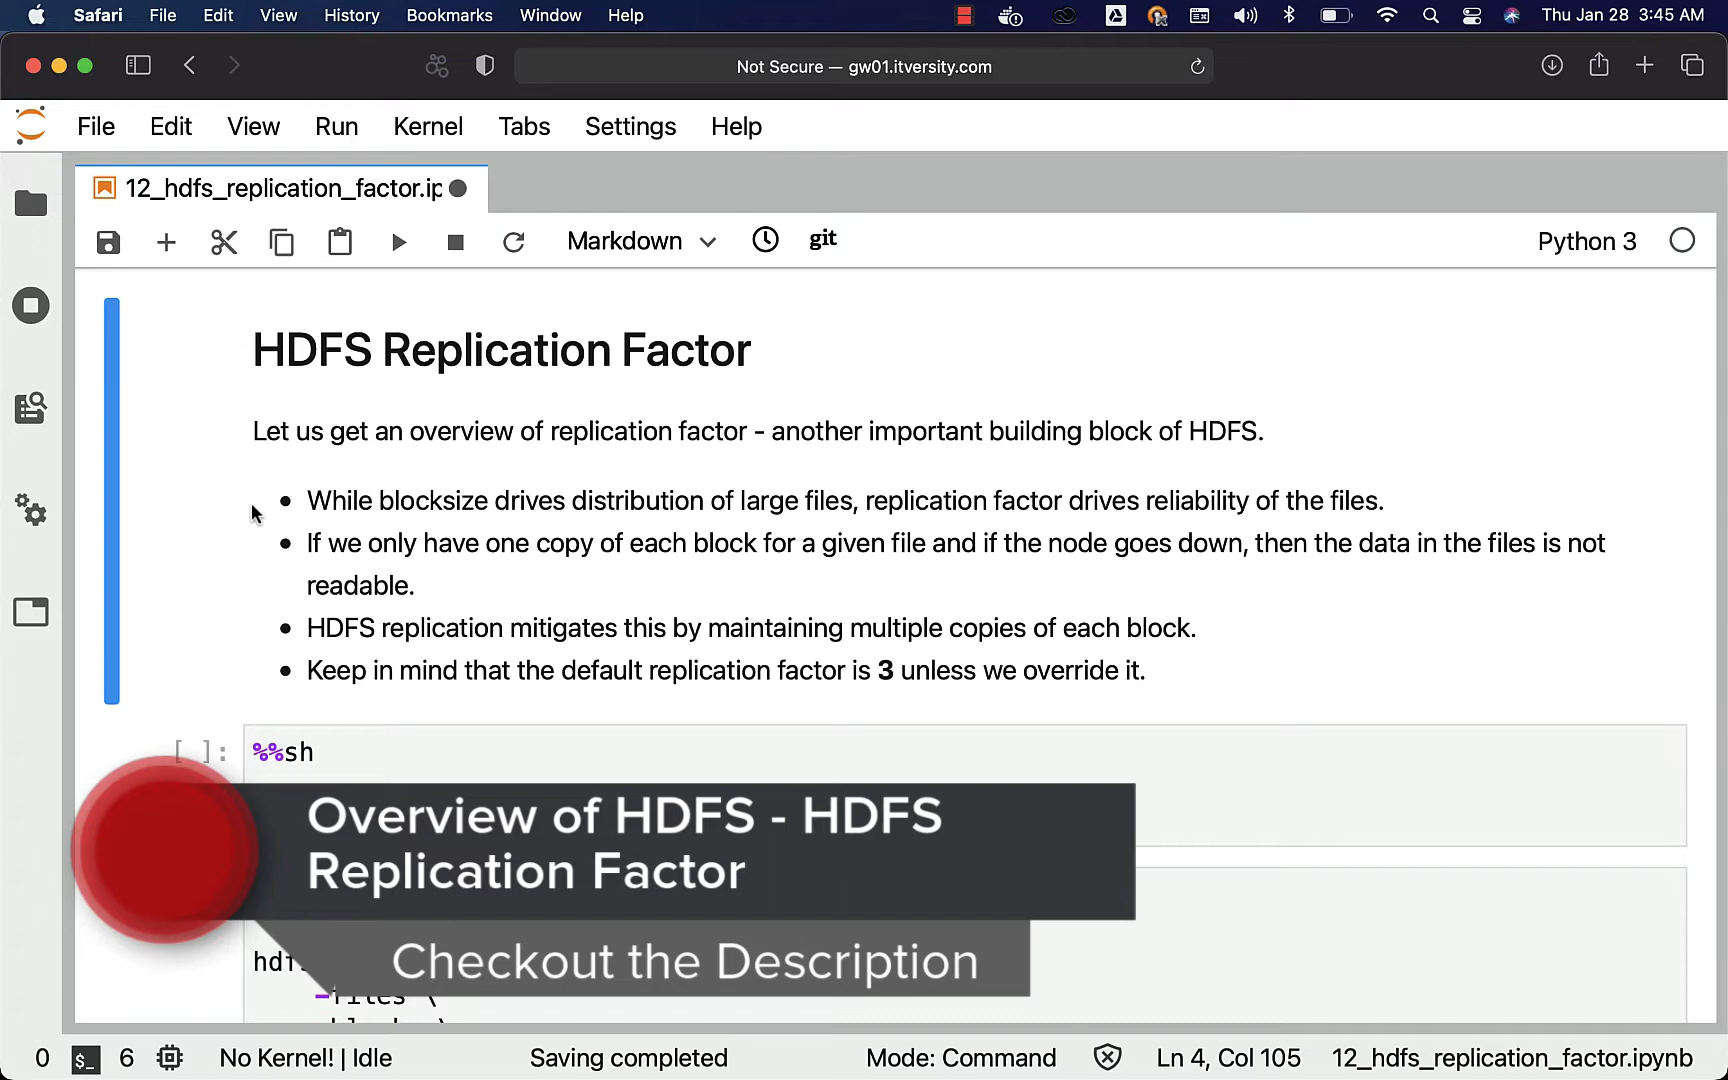 Safari File Edit View History Bookmarks Window Help Thu Jan 28 3:45 AM
Not Secure — gw01.itversity.com
File Edit View Run Kernel Tabs Settings Help
12_hdfs_replication_factor.ip
Markdown git Python 3
HDFS Replication Factor
Let us get an overview of replication factor - another important building block of HDFS.
• While blocksize drives distribution of large files, replication factor drives reliability of the files.
• If we only have one copy of each block for a given file and if the node goes down, then the data in the files is not
readable.
• HDFS replication mitigates this by maintaining multiple copies of each block.
• Keep in mind that the default replication factor is 3 unless we override it.
[ ]: %%sh
Overview of HDFS - HDFS
Replication Factor
Checkout the Description
0 $_ 6 No Kernel! | Idle Saving completed Mode: Command Ln 4, Col 105 12_hdfs_replication_factor.ipynb